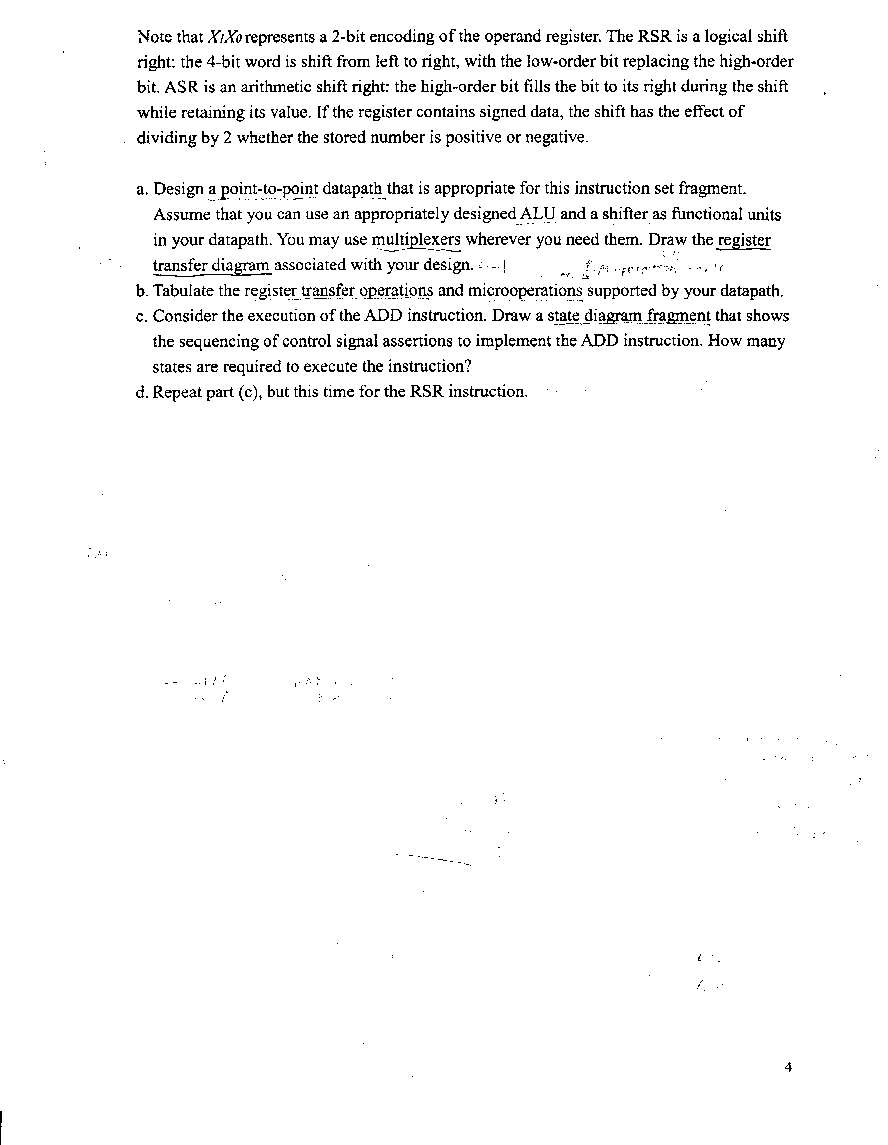 Note that X1X0 represents a 2-bit encoding of the operand register. The RSR is a logical shift
right: the 4-bit word is shift from left to right, with the low-order bit replacing the high-order
bit. ASR is an arithmetic shift right: the high-order bit fills the bit to its right during the shift
while retaining its value. If the register contains signed data, the shift has the effect of
dividing by 2 whether the stored number is positive or negative.
a. Design a point-to-point datapath that is appropriate for this instruction set fragment.
Assume that you can use an appropriately designed ALU and a shifter as functional units
in your datapath. You may use multiplexers wherever you need them. Draw the register
transfer diagram associated with your design.
b. Tabulate the register transfer operations and microoperations supported by your datapath.
c. Consider the execution of the ADD instruction. Draw a state diagram fragment that shows
the sequencing of control signal assertions to implement the ADD instruction. How many
states are required to execute the instruction?
d. Repeat part (c), but this time for the RSR instruction.
4